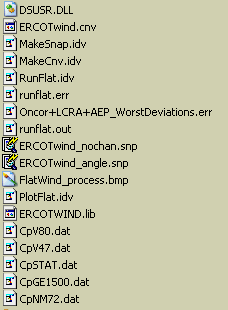 DSUSR.DLL
ERCOTwind.cnv
MakeSnap.idv
MakeCnv.idv
RunFlat.idv
runflat.err
Oncor+LCRA+AEP_WorstDeviations.err
runflat.out
ERCOTwind_nochan.snp
ERCOTwind_angle.snp
FlatWind_process.bmp
PlotFlat.idv
ERCOTWIND.lib
CpV80.dat
CpV47.dat
CpSTAT.dat
CpGE1500.dat
CpNM72.dat